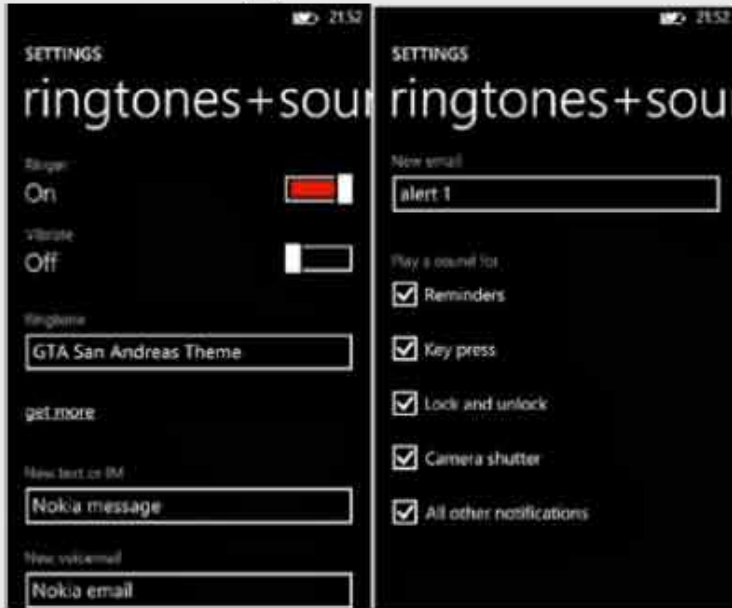 21:52
SETTINGS
ringtones+sou
Ringer
On
Vibrate
Off
Ringtone
GTA San Andreas Theme
get more
New text or IM
Nokia message
New voicemail
Nokia email
21:52
SETTINGS
ringtones+sou
New email
alert 1
Play a sound for
Reminders
Key press
Lock and unlock
Camera shutter
All other notifications